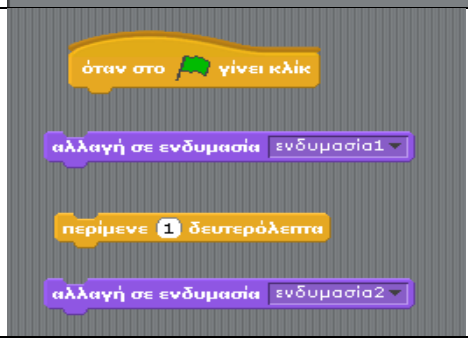 όταν στο γίνει κλίκ
αλλαγή σε ενδυμασία ενδυμασία1
περίμενε 1 δευτερόλεπτα
αλλαγή σε ενδυμασία ενδυμασία2